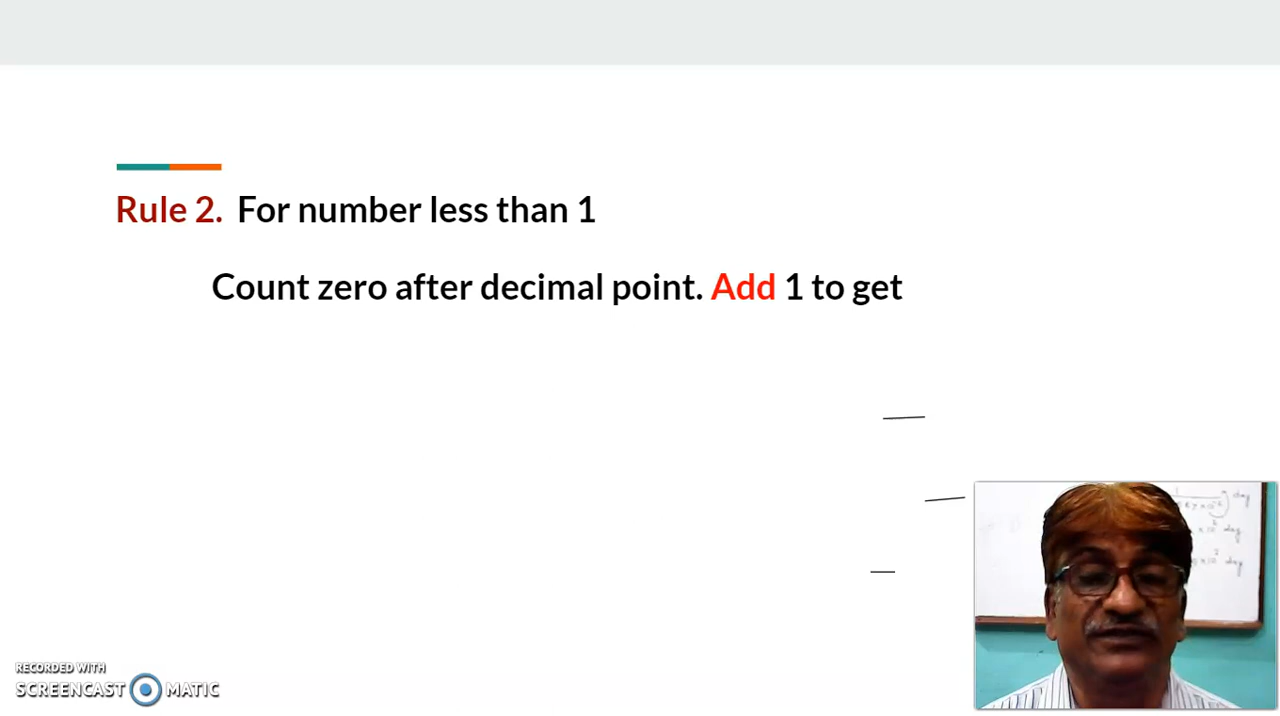 Rule 2. For number less than 1
Count zero after decimal point. Add 1 to get
RECORDED WITH
SCREENCAST MATIC